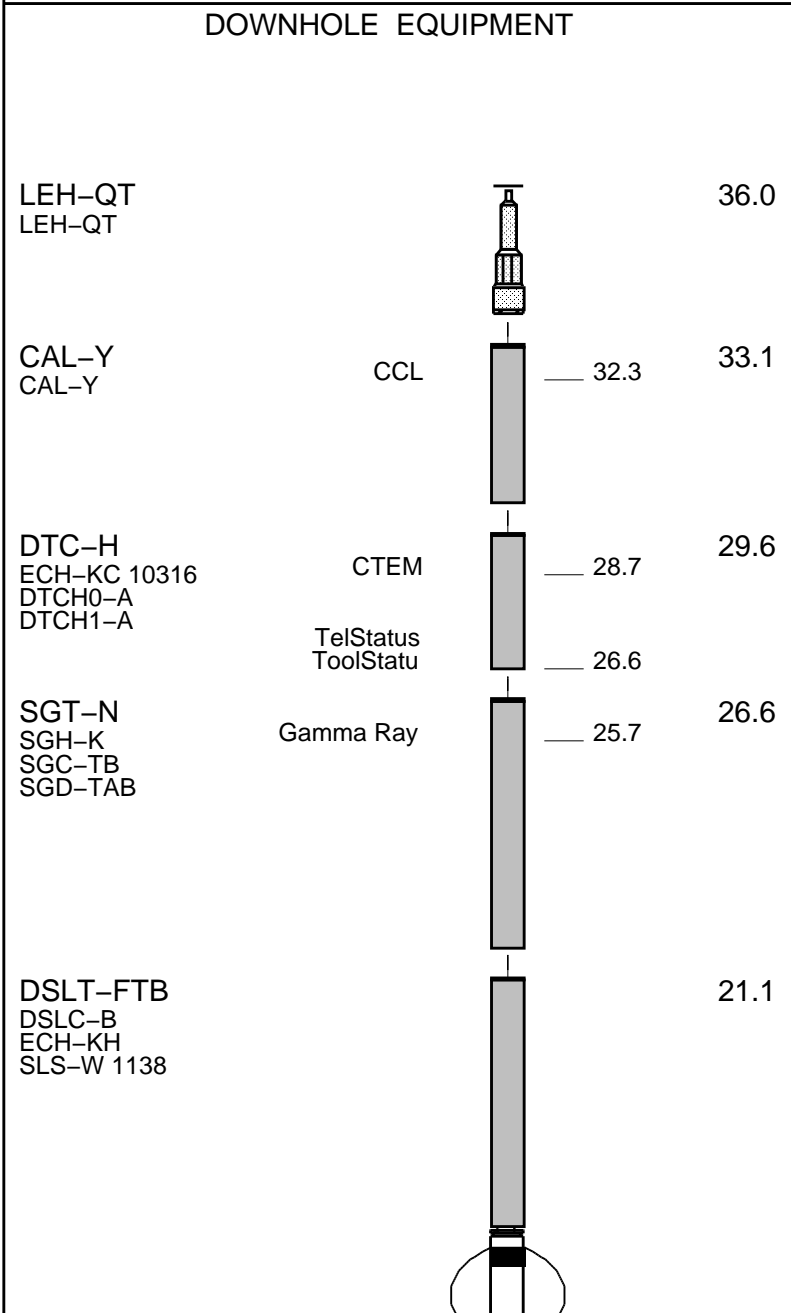 DOWNHOLE EQUIPMENT
LEH–QT 36.0
LEH–QT
CAL–Y 33.1
CAL–Y CCL 32.3
DTC–H 29.6
ECH–KC 10316 CTEM 28.7
DTCH0–A
DTCH1–A
TelStatus
ToolStatu 26.6
SGT–N 26.6
SGH–K Gamma Ray 25.7
SGC–TB
SGD–TAB
DSLT–FTB 21.1
DSLC–B
ECH–KH
SLS–W 1138